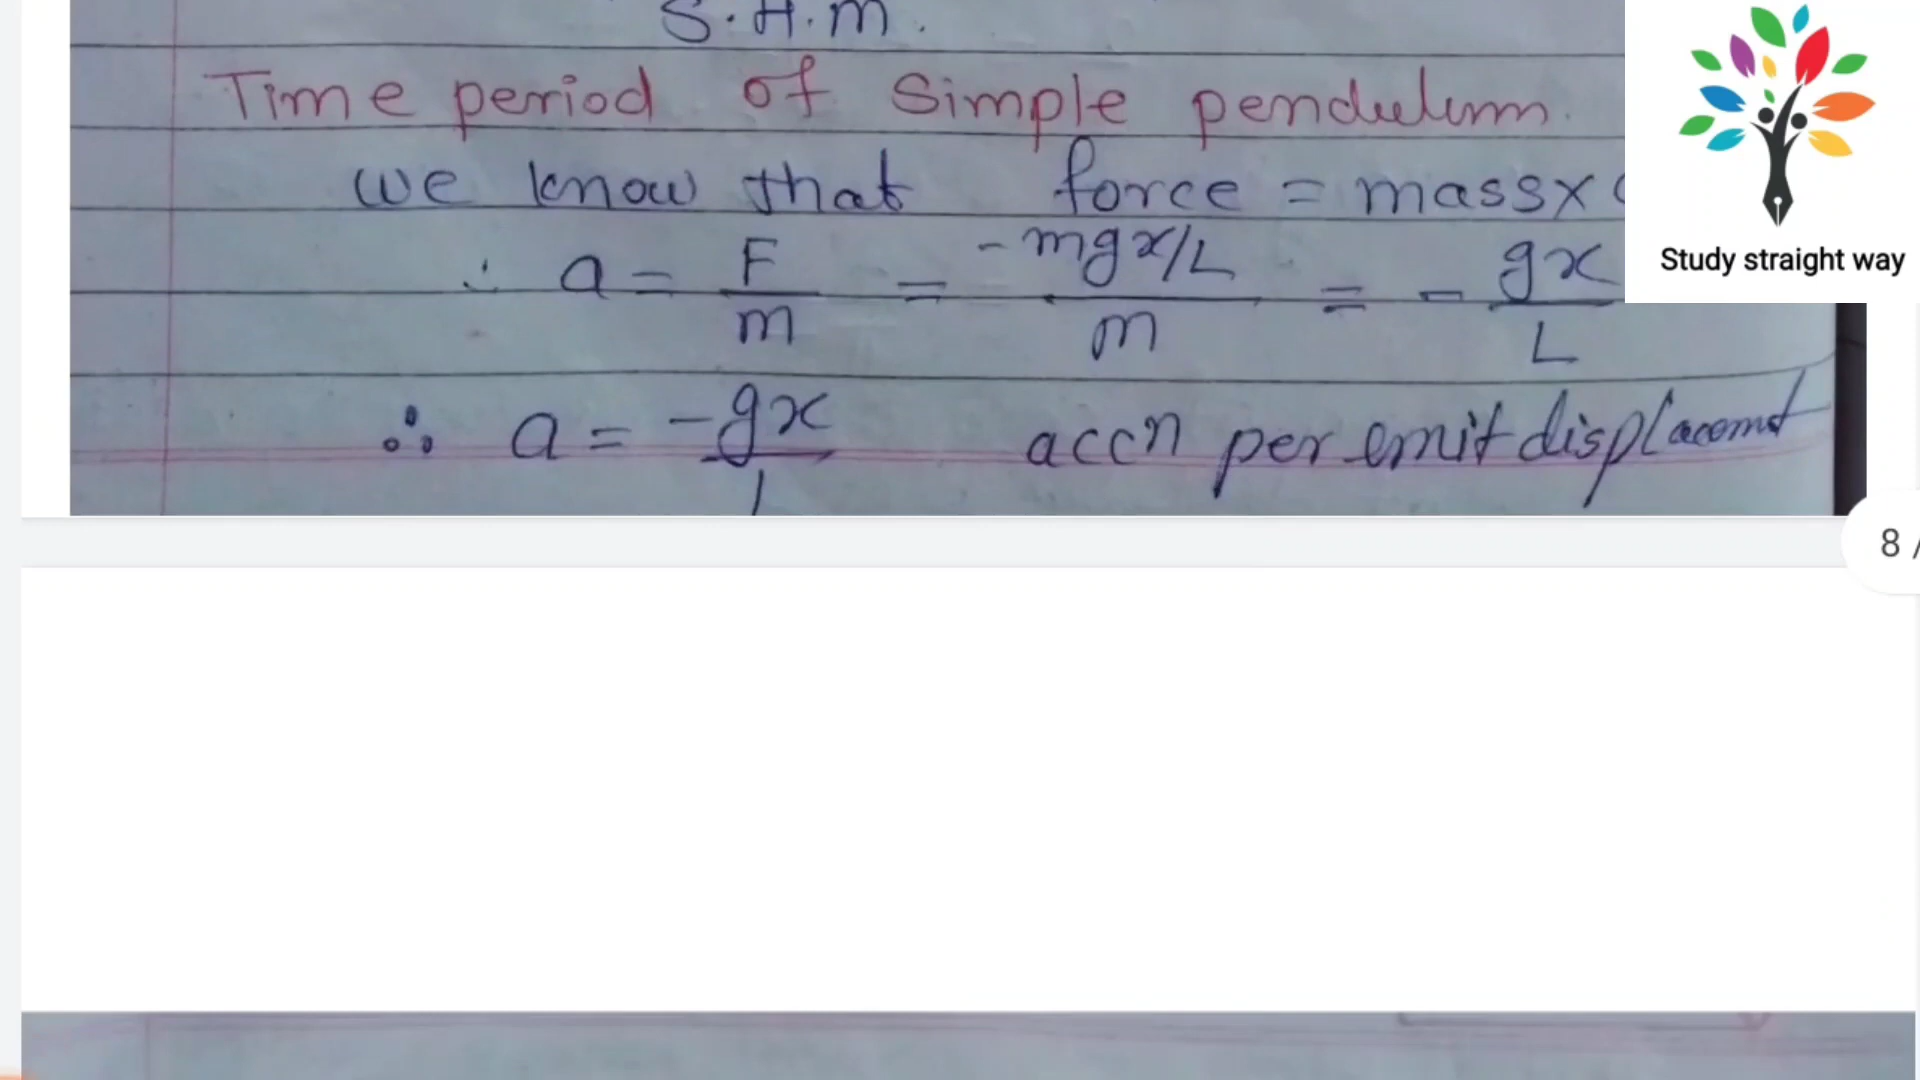 S.H.M.
Time period of Simple pendulum.
we know that force = mass x
∴ a = F/m = -mgx/L / m = - gx/L
∴ a = -gx/L accn per unit displacement
Study straight way
8 /